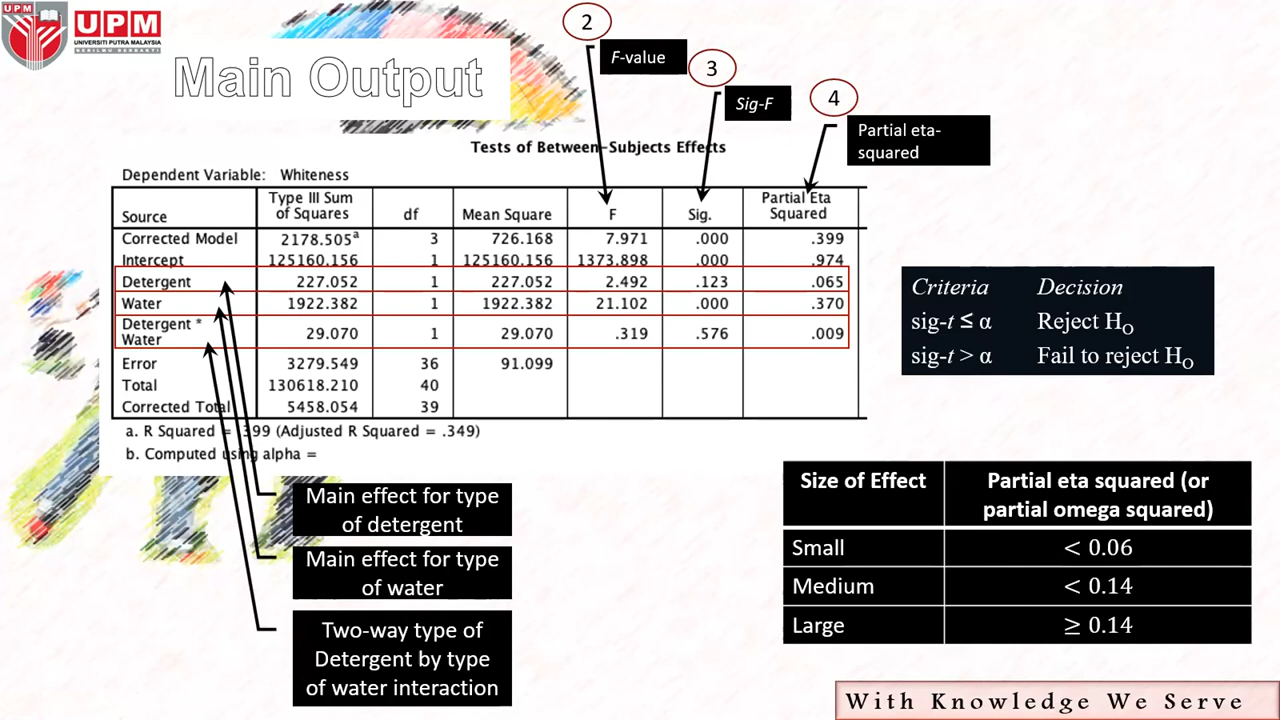 UPM
UPM
UNIVERSITI PUTRA MALAYSIA
BERILMU BERBAKTI
Main Output
2
F-value
3
Sig-F
4
Partial eta-
squared
Tests of Between-Subjects Effects
Dependent Variable: Whiteness
Source Type III Sum of Squares df Mean Square F Sig. Partial Eta Squared
Corrected Model 2178.505a 3 726.168 7.971 .000 .399
Intercept 125160.156 1 125160.156 1373.898 .000 .974
Detergent 227.052 1 227.052 2.492 .123 .065
Water 1922.382 1 1922.382 21.102 .000 .370
Detergent * Water 29.070 1 29.070 .319 .576 .009
Error 3279.549 36 91.099
Total 130618.210 40
Corrected Total 5458.054 39
a. R Squared = .399 (Adjusted R Squared = .349)
b. Computed using alpha =
Criteria Decision
sig-t ≤ α Reject HO
sig-t > α Fail to reject HO
Main effect for type
of detergent
Main effect for type
of water
Two-way type of
Detergent by type
of water interaction
Size of Effect Partial eta squared (or
partial omega squared)
Small < 0.06
Medium < 0.14
Large ≥ 0.14
With Knowledge We Serve